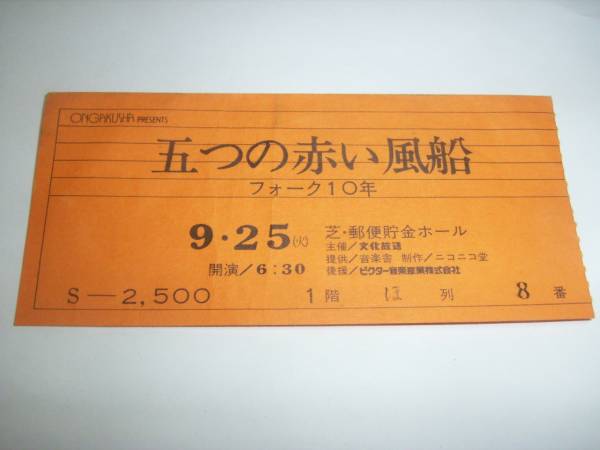 ONGAKUSHA PRESENTS
五つの赤い風船
フォーク10年
9・25(火) 芝・郵便貯金ホール
主催/文化放送
開演/6:30 提供/音楽舎 制作/ニコニコ堂
後援/ビクター音楽産業株式会社
S—2,500 1階 ほ 列 8 番